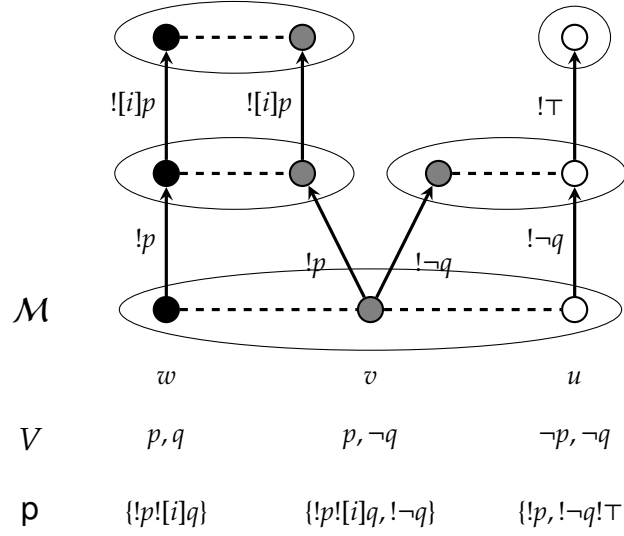 ![i]p ![i]p !⊤
!p !p !¬q !¬q
ℳ
w v u
V p, q p, ¬q ¬p, ¬q
p {!p![i]q} {!p![i]q, !¬q} {!p, !¬q!⊤